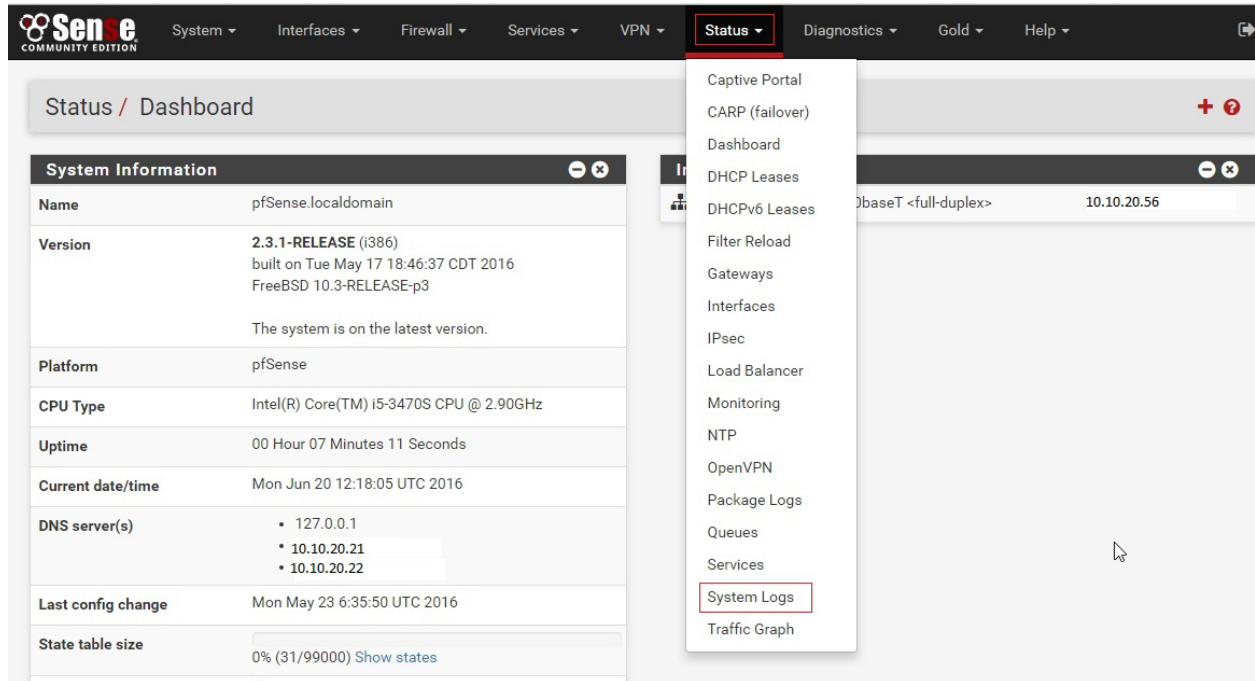 pfSense
COMMUNITY EDITION
System Interfaces Firewall Services VPN Status Diagnostics Gold Help
Captive Portal
CARP (failover)
Dashboard
DHCP Leases
DHCPv6 Leases
Filter Reload
Gateways
Interfaces
IPsec
Load Balancer
Monitoring
NTP
OpenVPN
Package Logs
Queues
Services
System Logs
Traffic Graph
Status / Dashboard
System Information
Name pfSense.localdomain
Version 2.3.1-RELEASE (i386)
built on Tue May 17 18:46:37 CDT 2016
FreeBSD 10.3-RELEASE-p3
The system is on the latest version.
Platform pfSense
CPU Type Intel(R) Core(TM) i5-3470S CPU @ 2.90GHz
Uptime 00 Hour 07 Minutes 11 Seconds
Current date/time Mon Jun 20 12:18:05 UTC 2016
DNS server(s) • 127.0.0.1
• 10.10.20.21
• 10.10.20.22
Last config change Mon May 23 6:35:50 UTC 2016
State table size
0% (31/99000) Show states
<full-duplex> 10.10.20.56